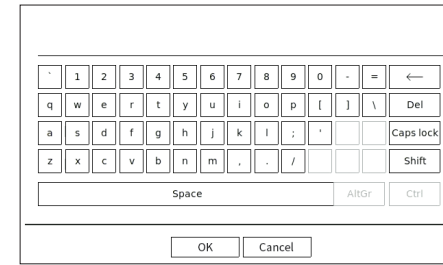 ` 1 2 3 4 5 6 7 8 9 0 - = ←
q w e r t y u i o p [ ] \ Del
a s d f g h j k l ; ' Caps lock
z x c v b n m , . / Shift
Space AltGr Ctrl
OK Cancel